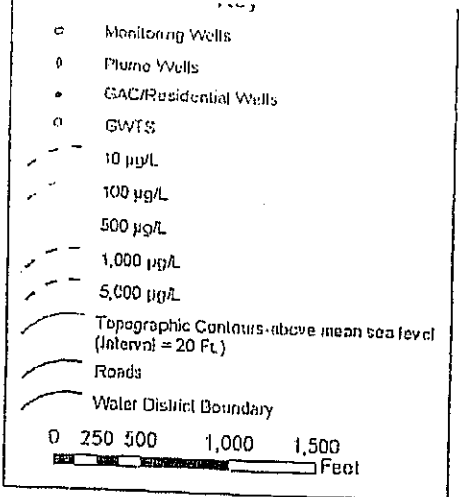 Monitoring Wells
Plume Wells
GAC/Residential Wells
GWTS
10 µg/L
100 µg/L
500 µg/L
1,000 µg/L
5,000 µg/L
Topographic Contours-above mean sea level
(Interval = 20 Ft.)
Roads
Water District Boundary
0 250 500 1,000 1,500
Feet